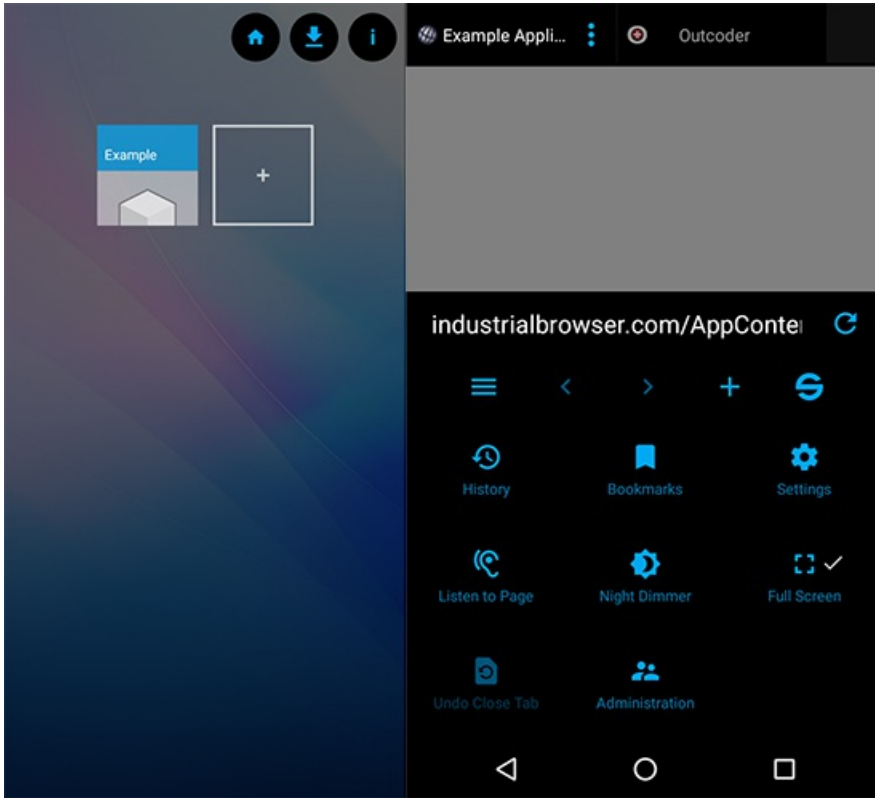 Example
+
Example Appli...
Outcoder
industrialbrowser.com/AppConte
History
Bookmarks
Settings
Listen to Page
Night Dimmer
Full Screen
Undo Close Tab
Administration